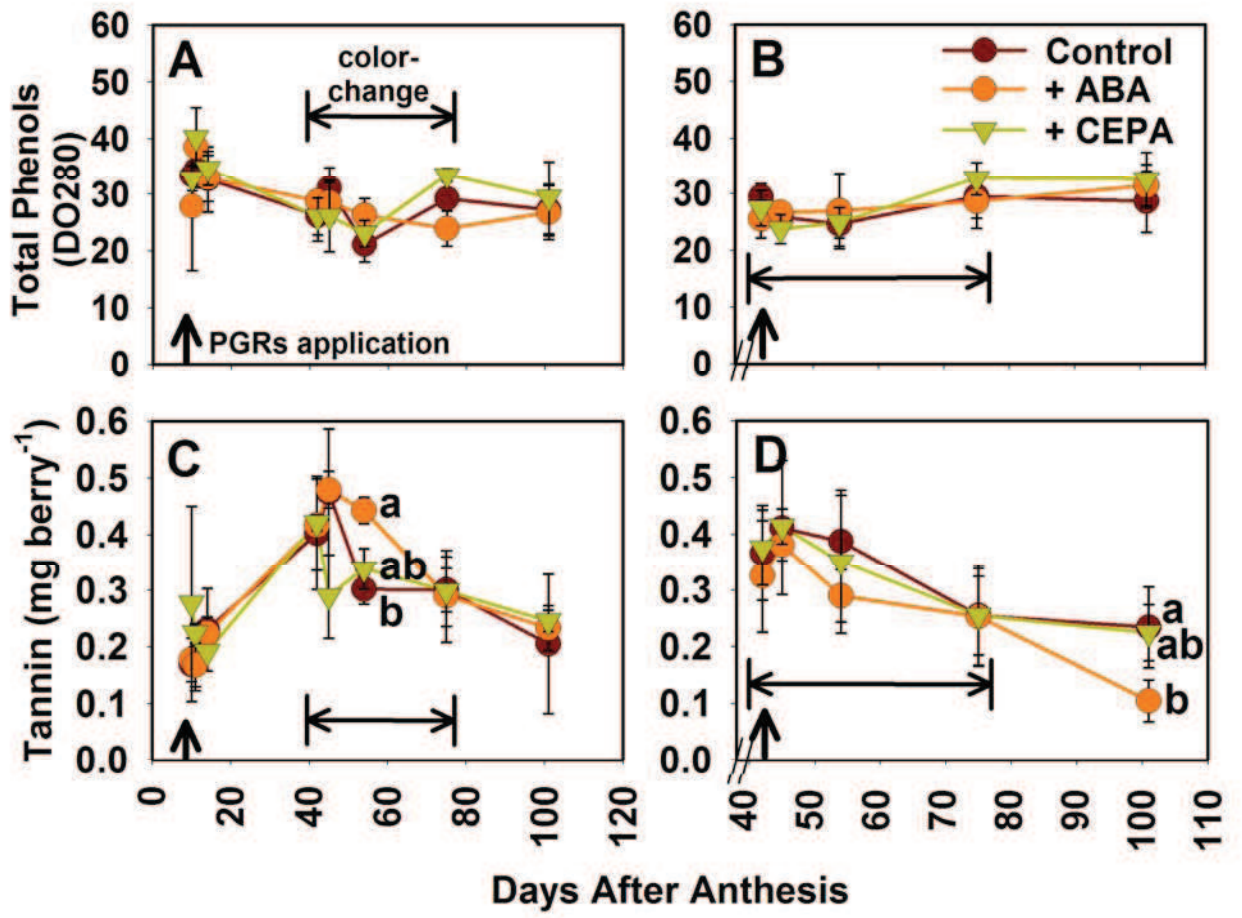 Total Phenols
(DO280)
60
50
40
30
20
10
0
A
color-
change
PGRs application
60
50
40
30
20
10
0
B
Control
+ ABA
+ CEPA
Tannin (mg berry-1)
0.6
0.5
0.4
0.3
0.2
0.1
0.0
C
a
ab
b
0
20
40
60
80
100
120
0.6
0.5
0.4
0.3
0.2
0.1
0.0
D
a
ab
b
40
50
60
70
80
90
100
110
Days After Anthesis